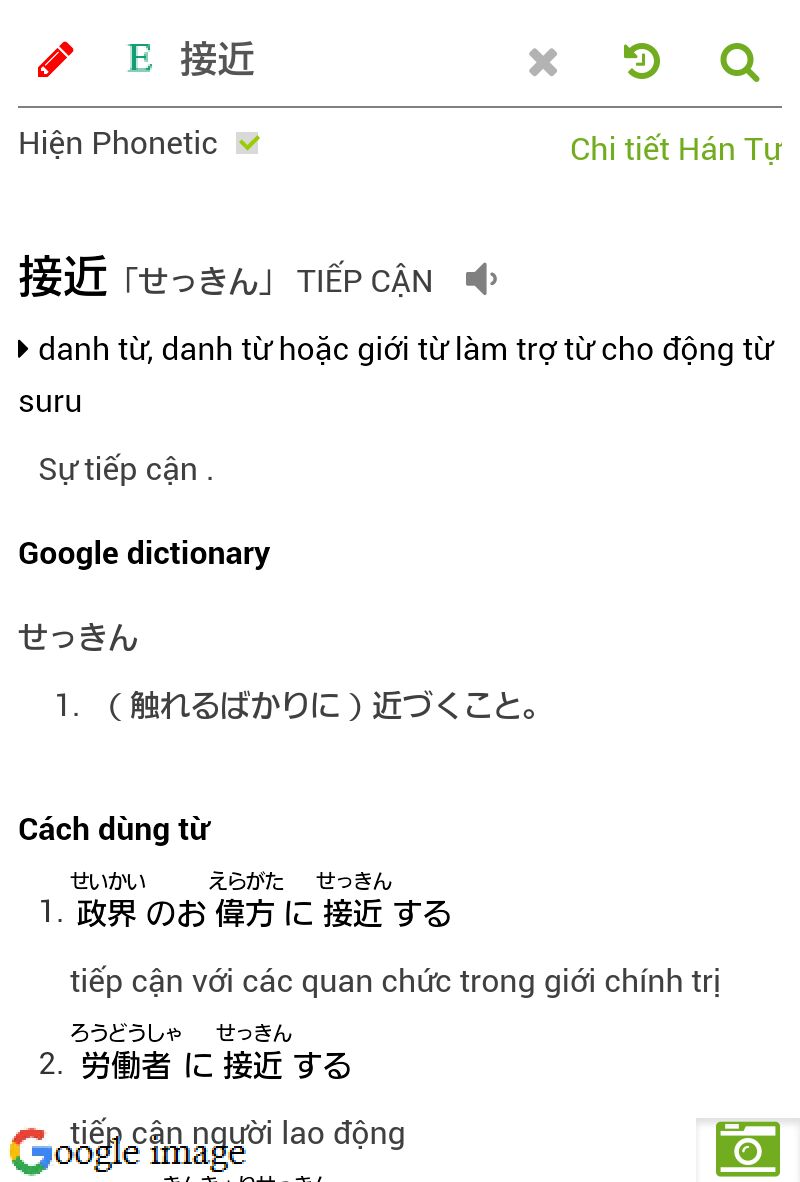 E 接近
Hiện Phonetic
Chi tiết Hán Tự
接近「せっきん」 TIẾP CẬN
danh từ, danh từ hoặc giới từ làm trợ từ cho động từ
suru
Sự tiếp cận .
Google dictionary
せっきん
1. （触れるばかりに）近づくこと。
Cách dùng từ
せいかい えらがた せっきん
1. 政界 のお 偉方 に 接近 する
tiếp cận với các quan chức trong giới chính trị
ろうどうしゃ せっきん
2. 労働者 に 接近 する
tiếp cận người lao động
Google image